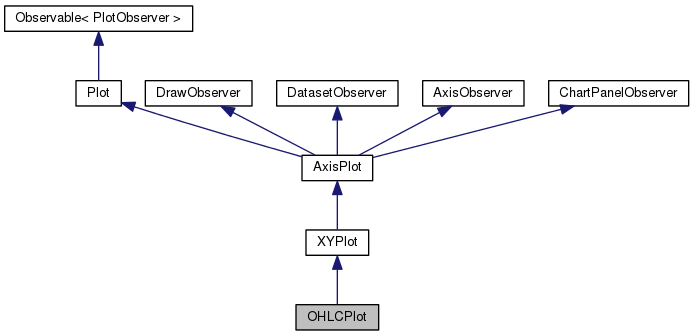 Observable< PlotObserver >
Plot
DrawObserver
DatasetObserver
AxisObserver
ChartPanelObserver
AxisPlot
XYPlot
OHLCPlot